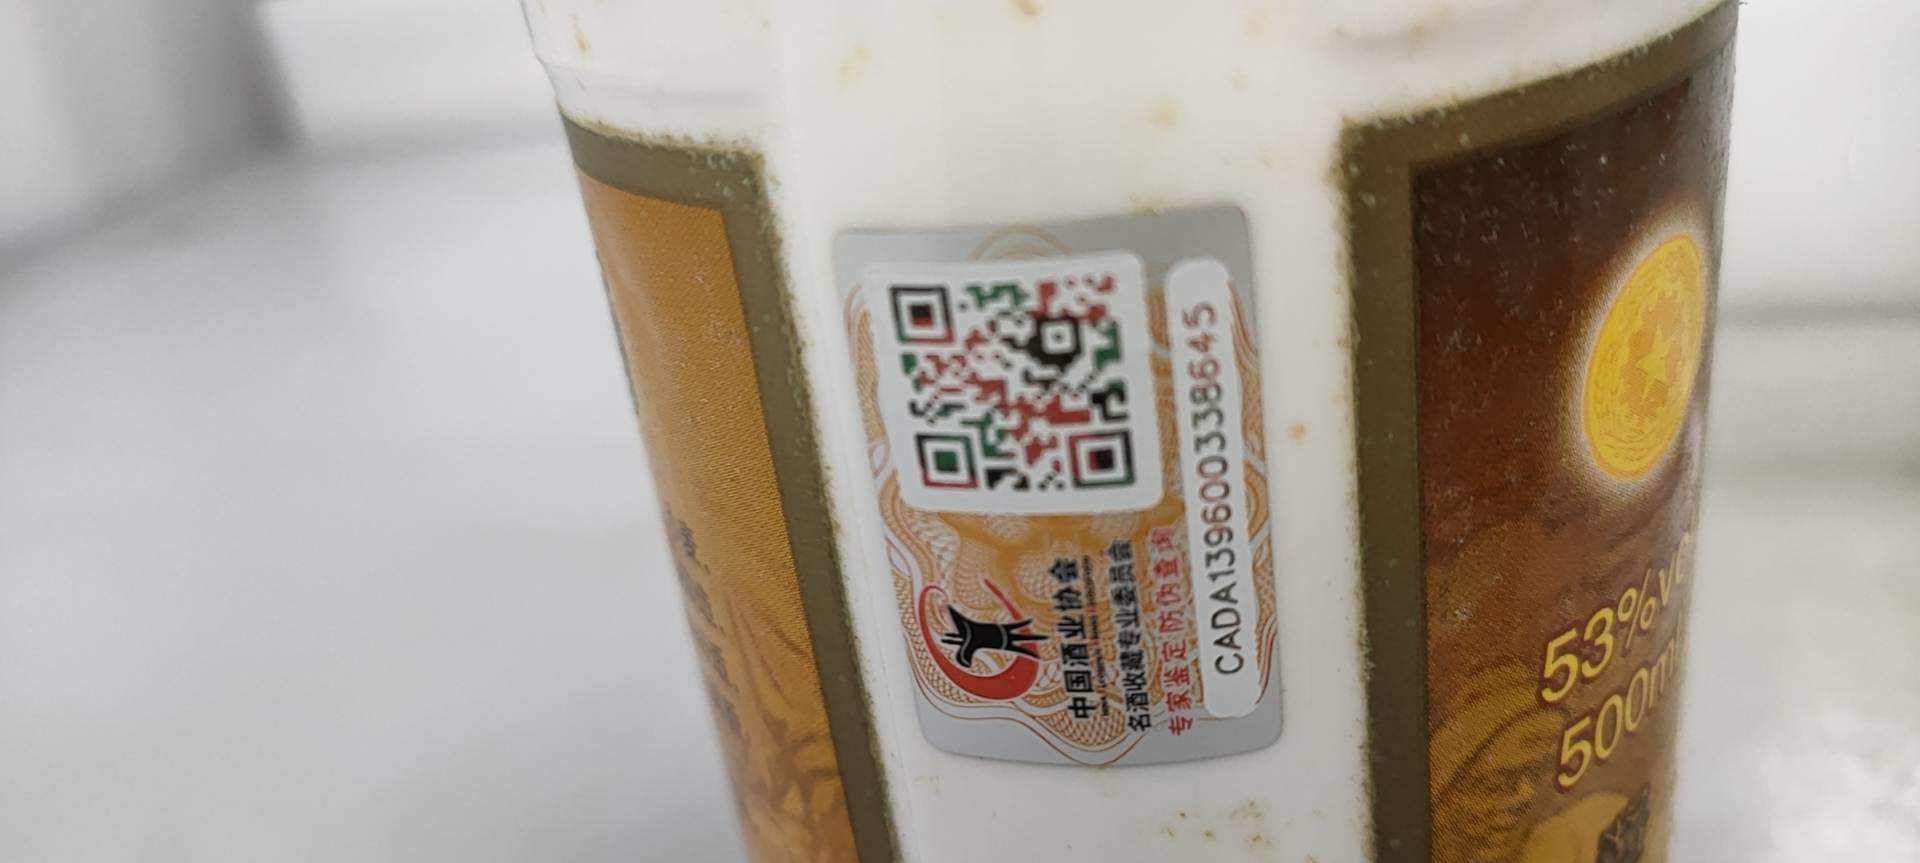 中国酒业协会
名酒收藏专业委员会
专家鉴定 防伪查询
CADA1396003338645
53%vo
500m